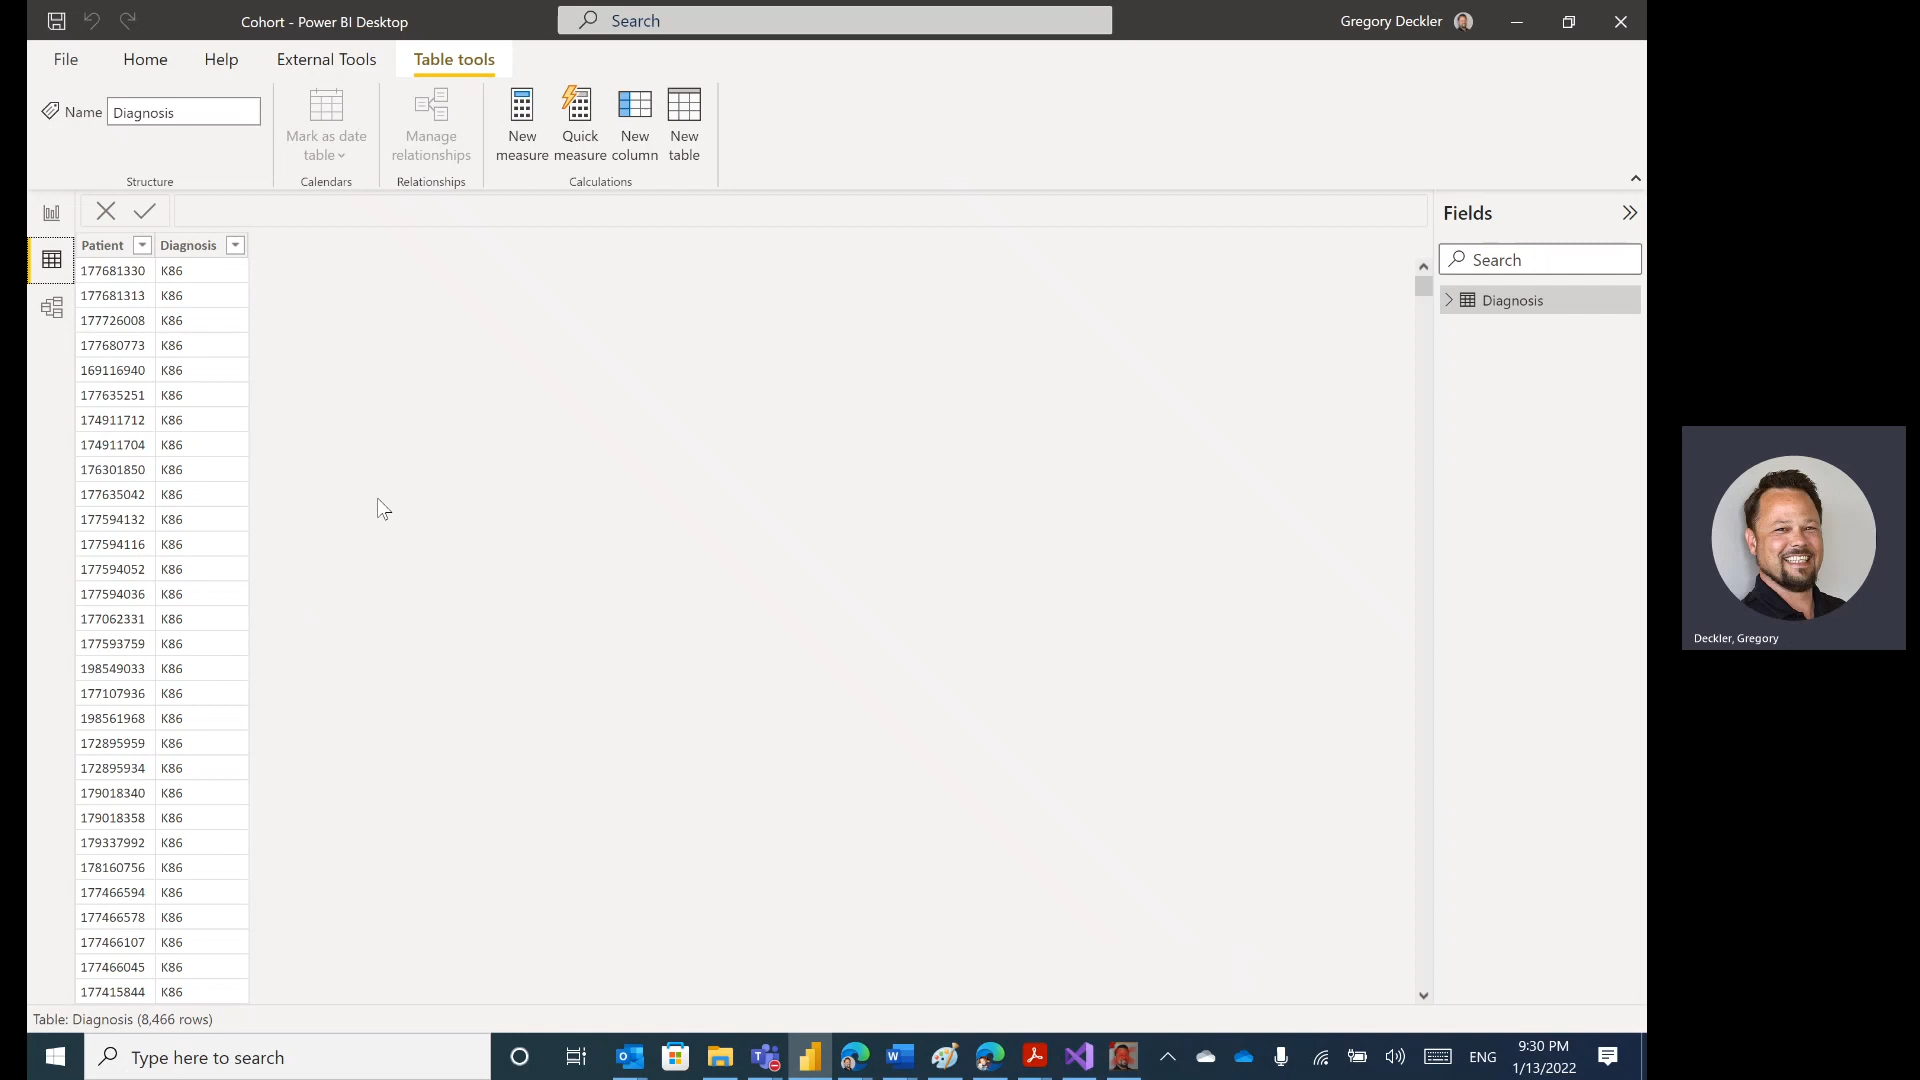 Cohort - Power BI Desktop
Search
Gregory Deckler
File
Home
Help
External Tools
Table tools
Name
Diagnosis
Structure
Mark as date
table
Calendars
Manage
relationships
Relationships
New
measure
Quick
measure
New
column
New
table
Calculations
Patient Diagnosis
177681330 K86
177681313 K86
177726008 K86
177680773 K86
169116940 K86
177635251 K86
174911712 K86
174911704 K86
176301850 K86
177635042 K86
177594132 K86
177594116 K86
177594052 K86
177594036 K86
177062331 K86
177593759 K86
198549033 K86
177107936 K86
198561968 K86
172895959 K86
172895934 K86
179018340 K86
179018358 K86
179337992 K86
178160756 K86
177466594 K86
177466578 K86
177466107 K86
177466045 K86
177415844 K86
Fields
Search
Diagnosis
Deckler, Gregory
Table: Diagnosis (8,466 rows)
Type here to search
ENG
9:30 PM
1/13/2022